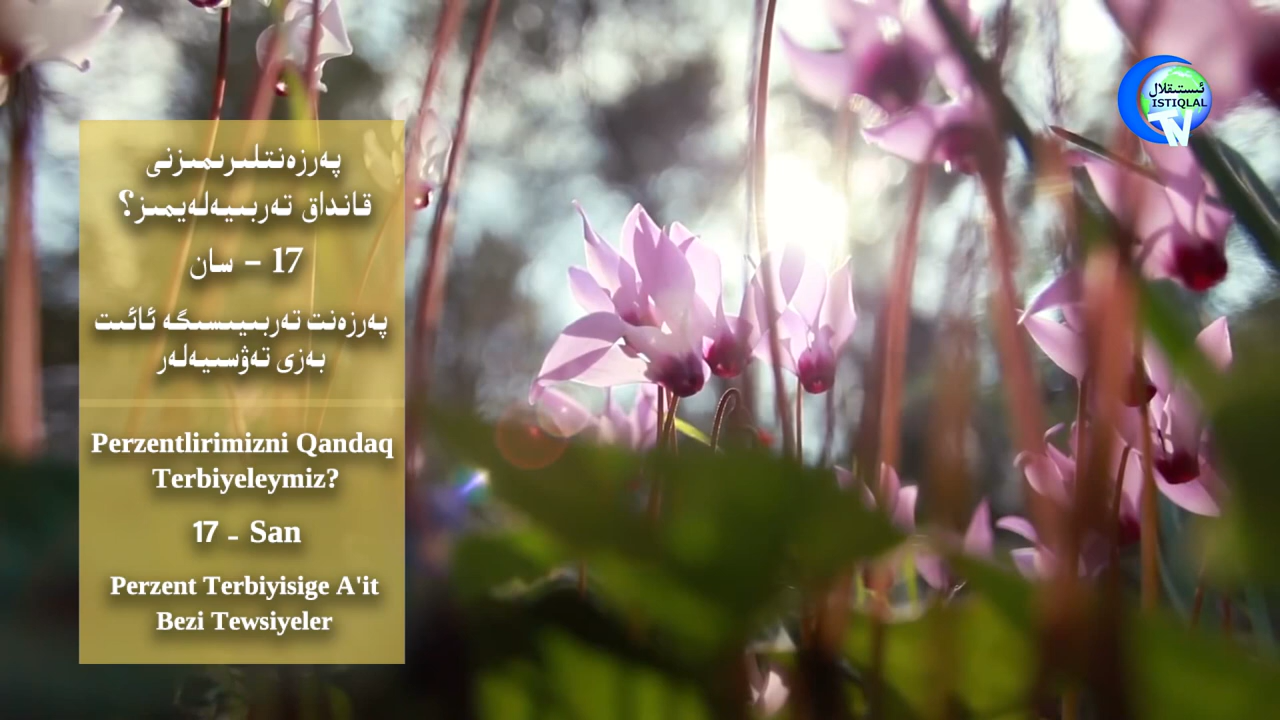 پەرزەنتلىرىمىزنى
قانداق تەربىيەلەيمىز؟
17 - سان
پەرزەنت تەربىيىسىگە ئائىت
بەزى تەۋسىيەلەر
Perzentlirimizni Qandaq
Terbiyeleymiz?
17 - San
Perzent Terbiyisige A'it
Bezi Tewsiyeler
ئىستىقلال
ISTIQLAL
TV